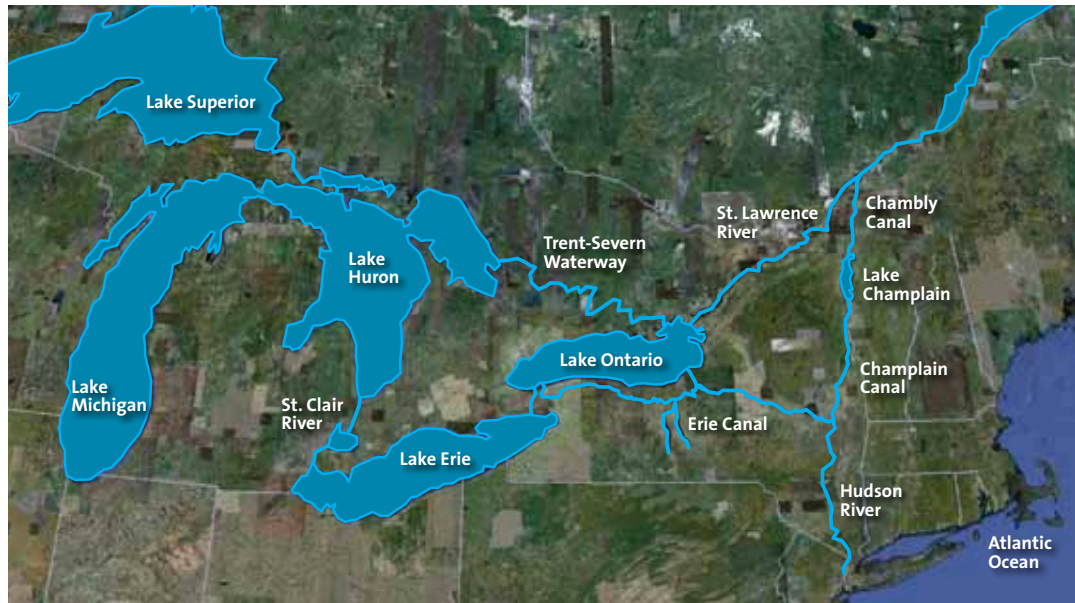 Lake Superior
St. Lawrence
River
Chambly
Canal
Trent-Severn
Waterway
Lake
Huron
Lake
Champlain
Lake Ontario
Champlain
Canal
Lake
Michigan
St. Clair
River
Erie Canal
Lake Erie
Hudson
River
Atlantic
Ocean